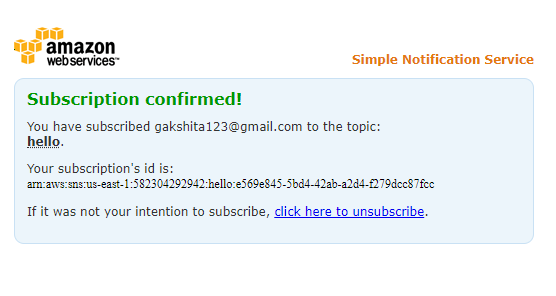 amazon
web services™
Simple Notification Service
Subscription confirmed!
You have subscribed gakshita123@gmail.com to the topic:
hello.
Your subscription's id is:
arn:aws:sns:us-east-1:582304292942:hello:e569e845-5bd4-42ab-a2d4-f279dcc87fcc
If it was not your intention to subscribe, click here to unsubscribe.